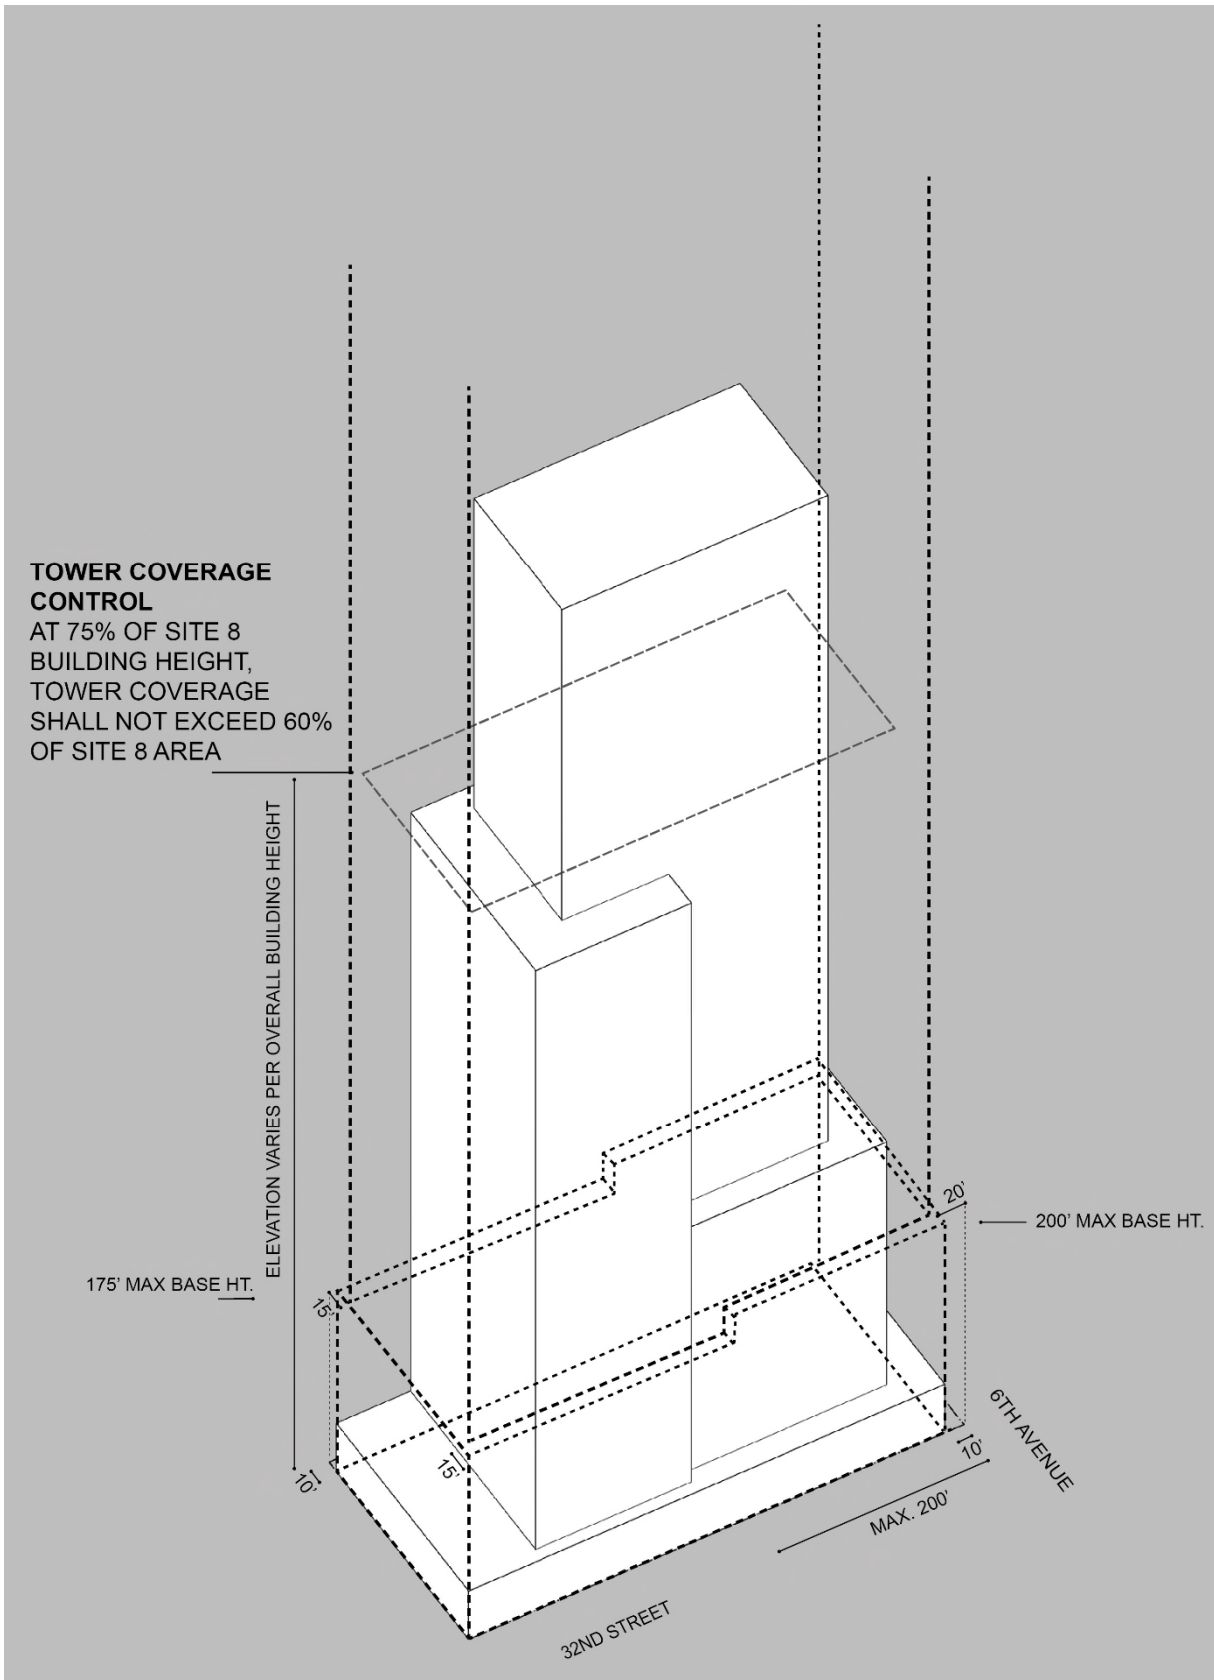 TOWER COVERAGE
CONTROL
AT 75% OF SITE 8
BUILDING HEIGHT,
TOWER COVERAGE
SHALL NOT EXCEED 60%
OF SITE 8 AREA
ELEVATION VARIES PER OVERALL BUILDING HEIGHT
20'
200' MAX BASE HT.
175' MAX BASE HT.
15'
15'
10'
10'
6TH AVENUE
MAX. 200'
32ND STREET